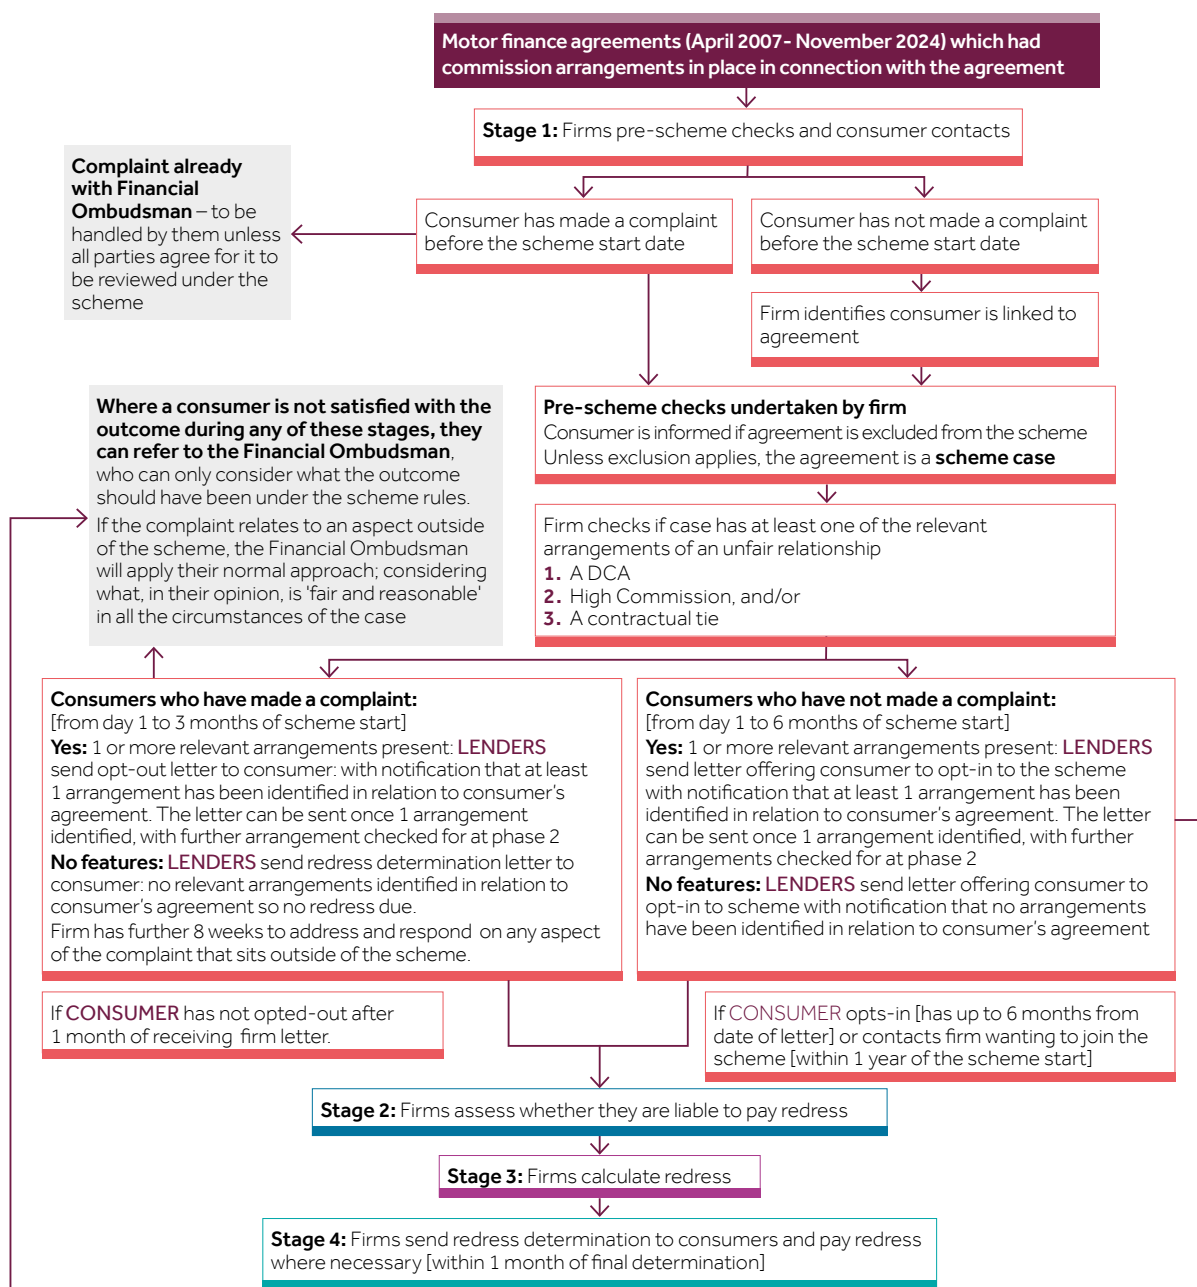 Motor finance agreements (April 2007- November 2024) which had
commission arrangements in place in connection with the agreement
Stage 1: Firms pre-scheme checks and consumer contacts
Complaint already
with Financial
Ombudsman – to be
handled by them unless
all parties agree for it to
be reviewed under the
scheme
Consumer has made a complaint
before the scheme start date
Consumer has not made a complaint
before the scheme start date
Firm identifies consumer is linked to
agreement
Where a consumer is not satisfied with the
outcome during any of these stages, they
can refer to the Financial Ombudsman,
who can only consider what the outcome
should have been under the scheme rules.
If the complaint relates to an aspect outside
of the scheme, the Financial Ombudsman
will apply their normal approach; considering
what, in their opinion, is 'fair and reasonable'
in all the circumstances of the case
Pre-scheme checks undertaken by firm
Consumer is informed if agreement is excluded from the scheme
Unless exclusion applies, the agreement is a scheme case
Firm checks if case has at least one of the relevant
arrangements of an unfair relationship
1. A DCA
2. High Commission, and/or
3. A contractual tie
Consumers who have made a complaint:
[from day 1 to 3 months of scheme start]
Yes: 1 or more relevant arrangements present: LENDERS
send opt-out letter to consumer: with notification that at least
1 arrangement has been identified in relation to consumer's
agreement. The letter can be sent once 1 arrangement
identified, with further arrangement checked for at phase 2
No features: LENDERS send redress determination letter to
consumer: no relevant arrangements identified in relation to
consumer's agreement so no redress due.
Firm has further 8 weeks to address and respond on any aspect
of the complaint that sits outside of the scheme.
Consumers who have not made a complaint:
[from day 1 to 6 months of scheme start]
Yes: 1 or more relevant arrangements present: LENDERS
send letter offering consumer to opt-in to the scheme
with notification that at least 1 arrangement has been
identified in relation to consumer's agreement. The letter
can be sent once 1 arrangement identified, with further
arrangements checked for at phase 2
No features: LENDERS send letter offering consumer to
opt-in to scheme with notification that no arrangements
have been identified in relation to consumer's agreement
If CONSUMER has not opted-out after
1 month of receiving firm letter.
If CONSUMER opts-in [has up to 6 months from
date of letter] or contacts firm wanting to join the
scheme [within 1 year of the scheme start]
Stage 2: Firms assess whether they are liable to pay redress
Stage 3: Firms calculate redress
Stage 4: Firms send redress determination to consumers and pay redress
where necessary [within 1 month of final determination]